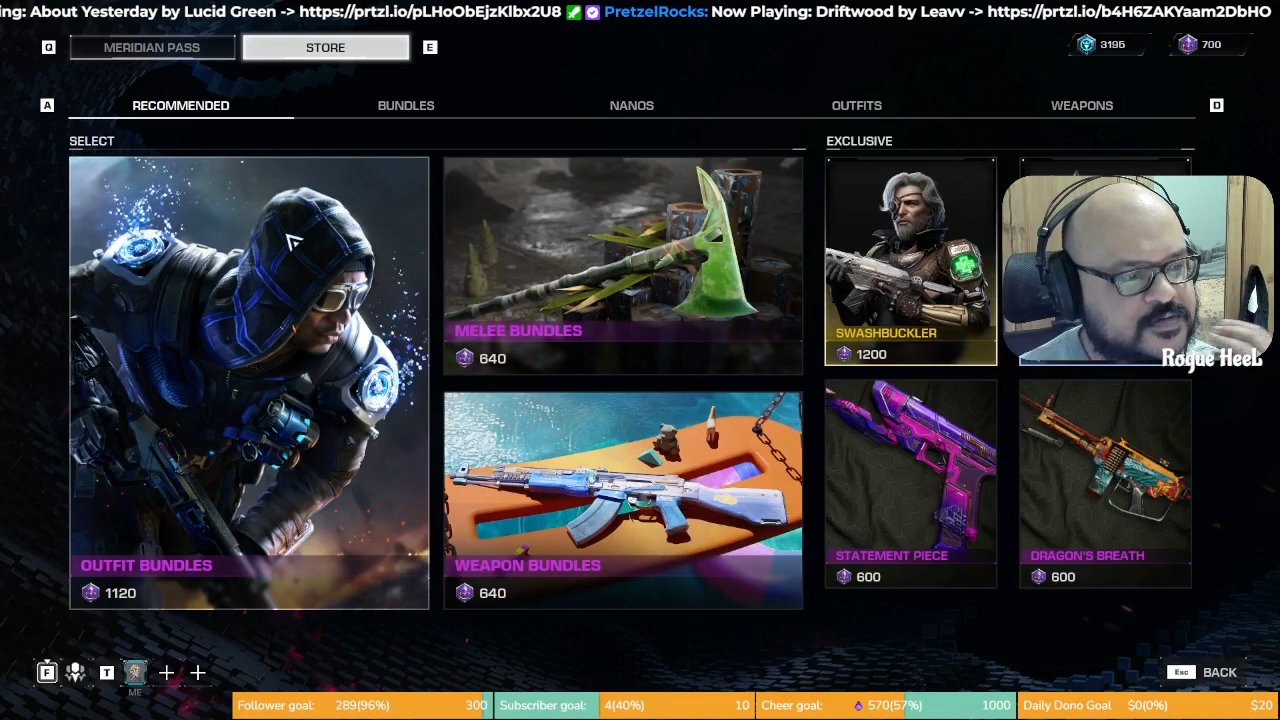 ng: About Yesterday by Lucid Green -> https://prtzl.io/pLHoObEjzKlbx2U8 PretzelRocks: Now Playing: Driftwood by Leavv -> https://prtzl.io/b4H6ZAKYaam2DbHO
Q MERIDIAN PASS STORE E 3195 700
A RECOMMENDED BUNDLES NANOS OUTFITS WEAPONS D
SELECT EXCLUSIVE
MELEE BUNDLES
640
SWASHBUCKLER
1200
Rogue Heel
OUTFIT BUNDLES
1120
WEAPON BUNDLES
640
STATEMENT PIECE
600
DRAGON'S BREATH
600
F T ME Esc BACK
Follower goal: 289(96%) 300 Subscriber goal: 4(40%) 10 Cheer goal: 570(57%) 1000 Daily Dono Goal $0(0%) $20